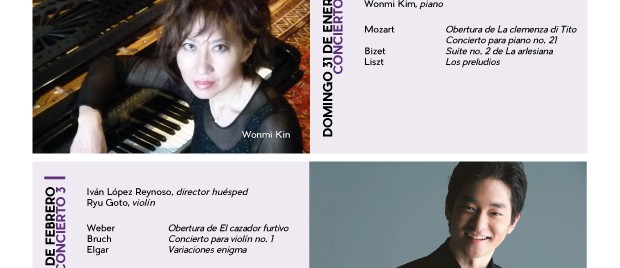 Wonmi Kim, piano
DOMINGO 31 DE ENER
CONCIERTO
Mozart Obertura de La clemenza di Tito
Concierto para piano no. 21
Bizet Suite no. 2 de La arlesiana
Liszt Los preludios
Wonmi Kin
DE FEBRERO
CONCIERTO 3
Iván López Reynoso, director huésped
Ryu Goto, violín
Weber Obertura de El cazador furtivo
Bruch Concierto para violín no. 1
Elgar Variaciones enigma